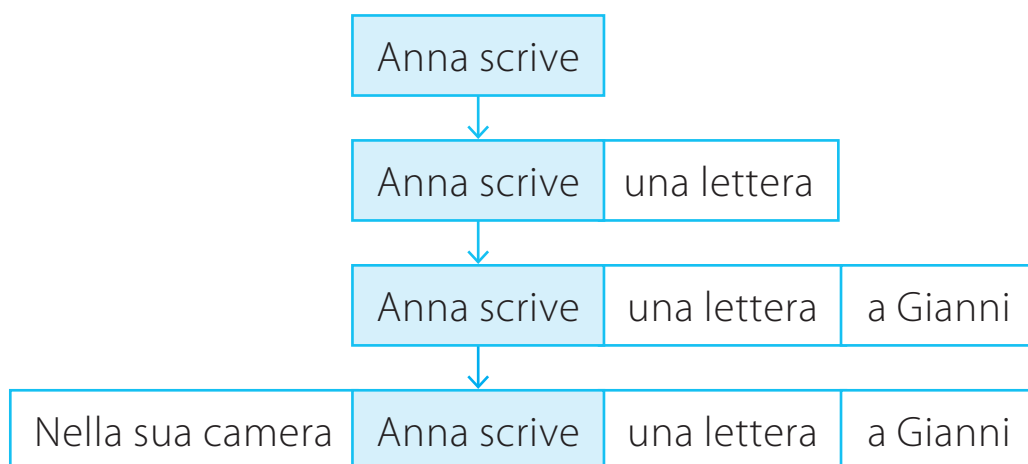 Anna scrive
Anna scrive una lettera
Anna scrive una lettera a Gianni
Nella sua camera Anna scrive una lettera a Gianni